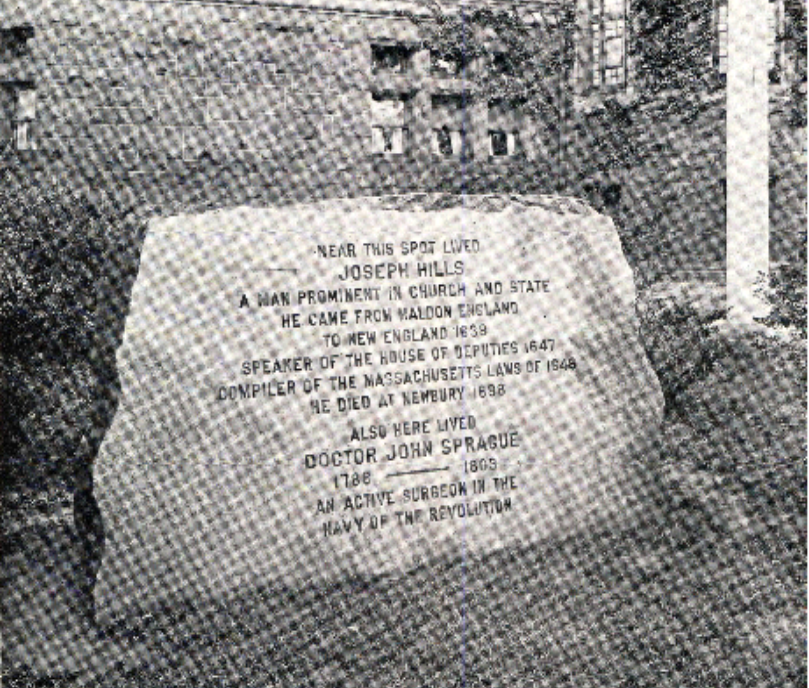 NEAR THIS SPOT LIVED
JOSEPH HILLS
A MAN PROMINENT IN CHURCH AND STATE
HE CAME FROM MALDON ENGLAND
TO NEW ENGLAND
SPEAKER OF THE HOUSE OF DEPUTIES 1647
COMPILER OF THE MASSACHUSETTS LAWS OF 1648
HE DIED AT NEWBURY
ALSO HERE LIVED
DOCTOR JOHN SPRAGUE
AN ACTIVE SURGEON IN THE
NAVY OF THE REVOLUTION